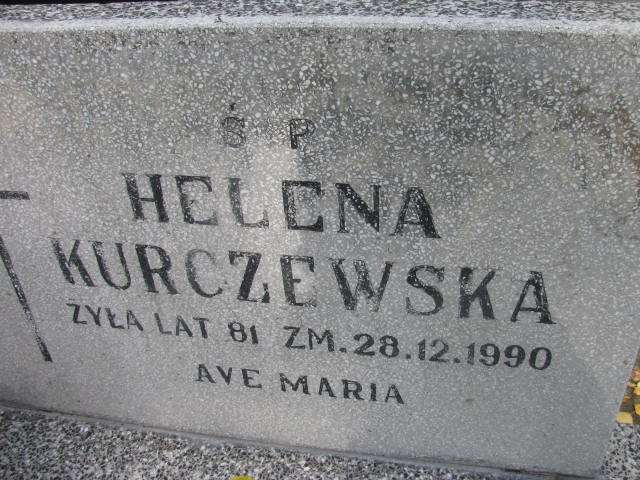 Ś P
HELENA
KURCZEWSKA
ŻYŁA LAT 81 ZM. 28.12.1990
AVE MARIA